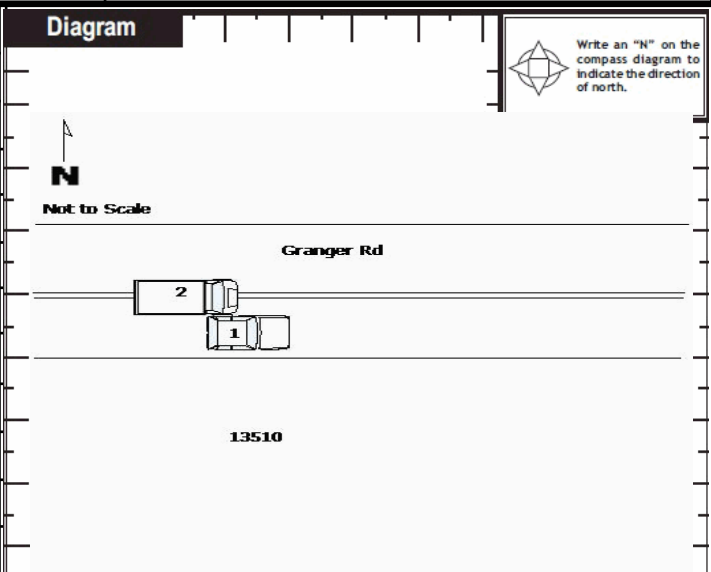 Diagram
Write an “N” on the
compass diagram to
indicate the direction
of north.
N
Not to Scale
Granger Rd
2
1
13510